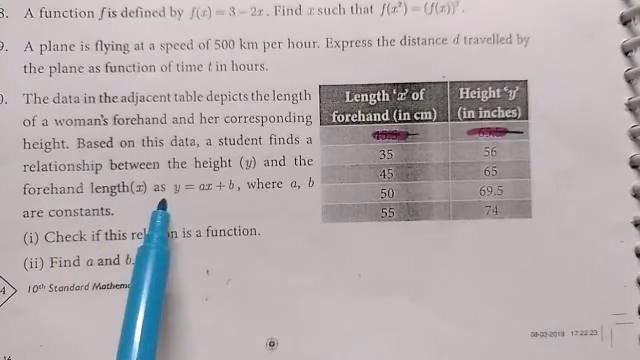 8. A function f is defined by f(x) = 3 − 2x. Find x such that f(x²) = (f(x))².
9. A plane is flying at a speed of 500 km per hour. Express the distance d travelled by
the plane as function of time t in hours.
The data in the adjacent table depicts the length
of a woman's forehand and her corresponding
height. Based on this data, a student finds a
relationship between the height (y) and the
forehand length(x) as y = ax + b, where a, b
are constants.
(i) Check if this is a function.
(ii) Find a and b.
Length 'x' of forehand (in cm) Height 'y' (in inches)
35 56
45 65
50 69.5
55 74
4 10th Standard
08-03-2019 17:22:23